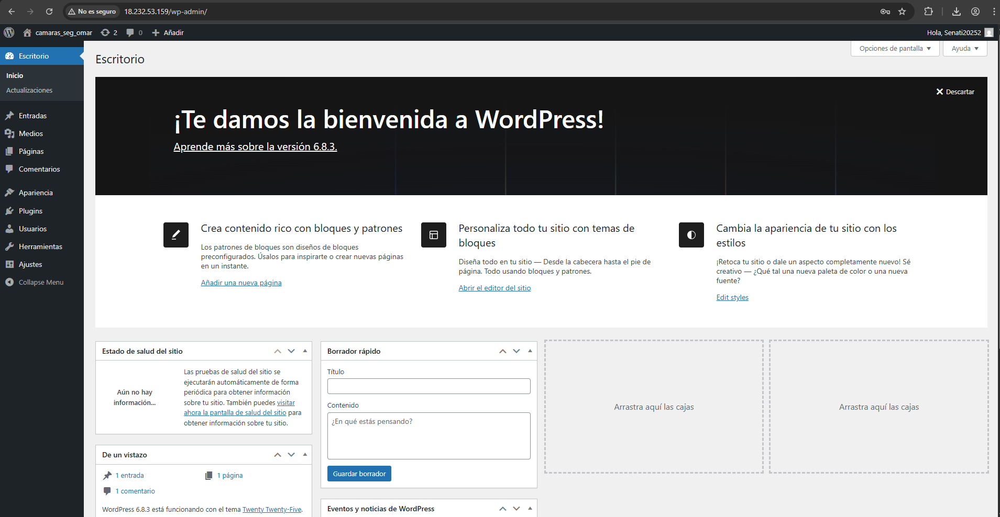 No es seguro
18.232.53.159/wp-admin/
camaras_seg_omar
2
0
Añadir
Hola, Senati20252
Escritorio
Inicio
Actualizaciones
Entradas
Medios
Páginas
Comentarios
Apariencia
Plugins
Usuarios
Herramientas
Ajustes
Collapse Menu
Escritorio
Opciones de pantalla
Ayuda
Descartar
¡Te damos la bienvenida a WordPress!
Aprende más sobre la versión 6.8.3.
Crea contenido rico con bloques y patrones
Los patrones de bloques son diseños de bloques
preconfigurados. Úsalos para inspirarte o crear nuevas páginas
en un instante.
Añadir una nueva página
Personaliza todo tu sitio con temas de
bloques
Diseña todo en tu sitio — Desde la cabecera hasta el pie de
página. Todo usando bloques y patrones.
Abrir el editor del sitio
Cambia la apariencia de tu sitio con los
estilos
¡Retoca tu sitio o dale un aspecto completamente nuevo! Sé
creativo — ¿Qué tal una nueva paleta de color o una nueva
fuente?
Edit styles
Estado de salud del sitio
Aún no hay
información...
Las pruebas de salud del sitio se
ejecutarán automáticamente de forma
periódica para obtener información
sobre tu sitio. También puedes visitar
ahora la pantalla de salud del sitio para
obtener información sobre tu sitio.
De un vistazo
1 entrada
1 página
1 comentario
WordPress 6.8.3 está funcionando con el tema Twenty Twenty-Five.
Borrador rápido
Título
Contenido
¿En qué estás pensando?
Guardar borrador
Eventos y noticias de WordPress
Arrastra aquí las cajas
Arrastra aquí las cajas